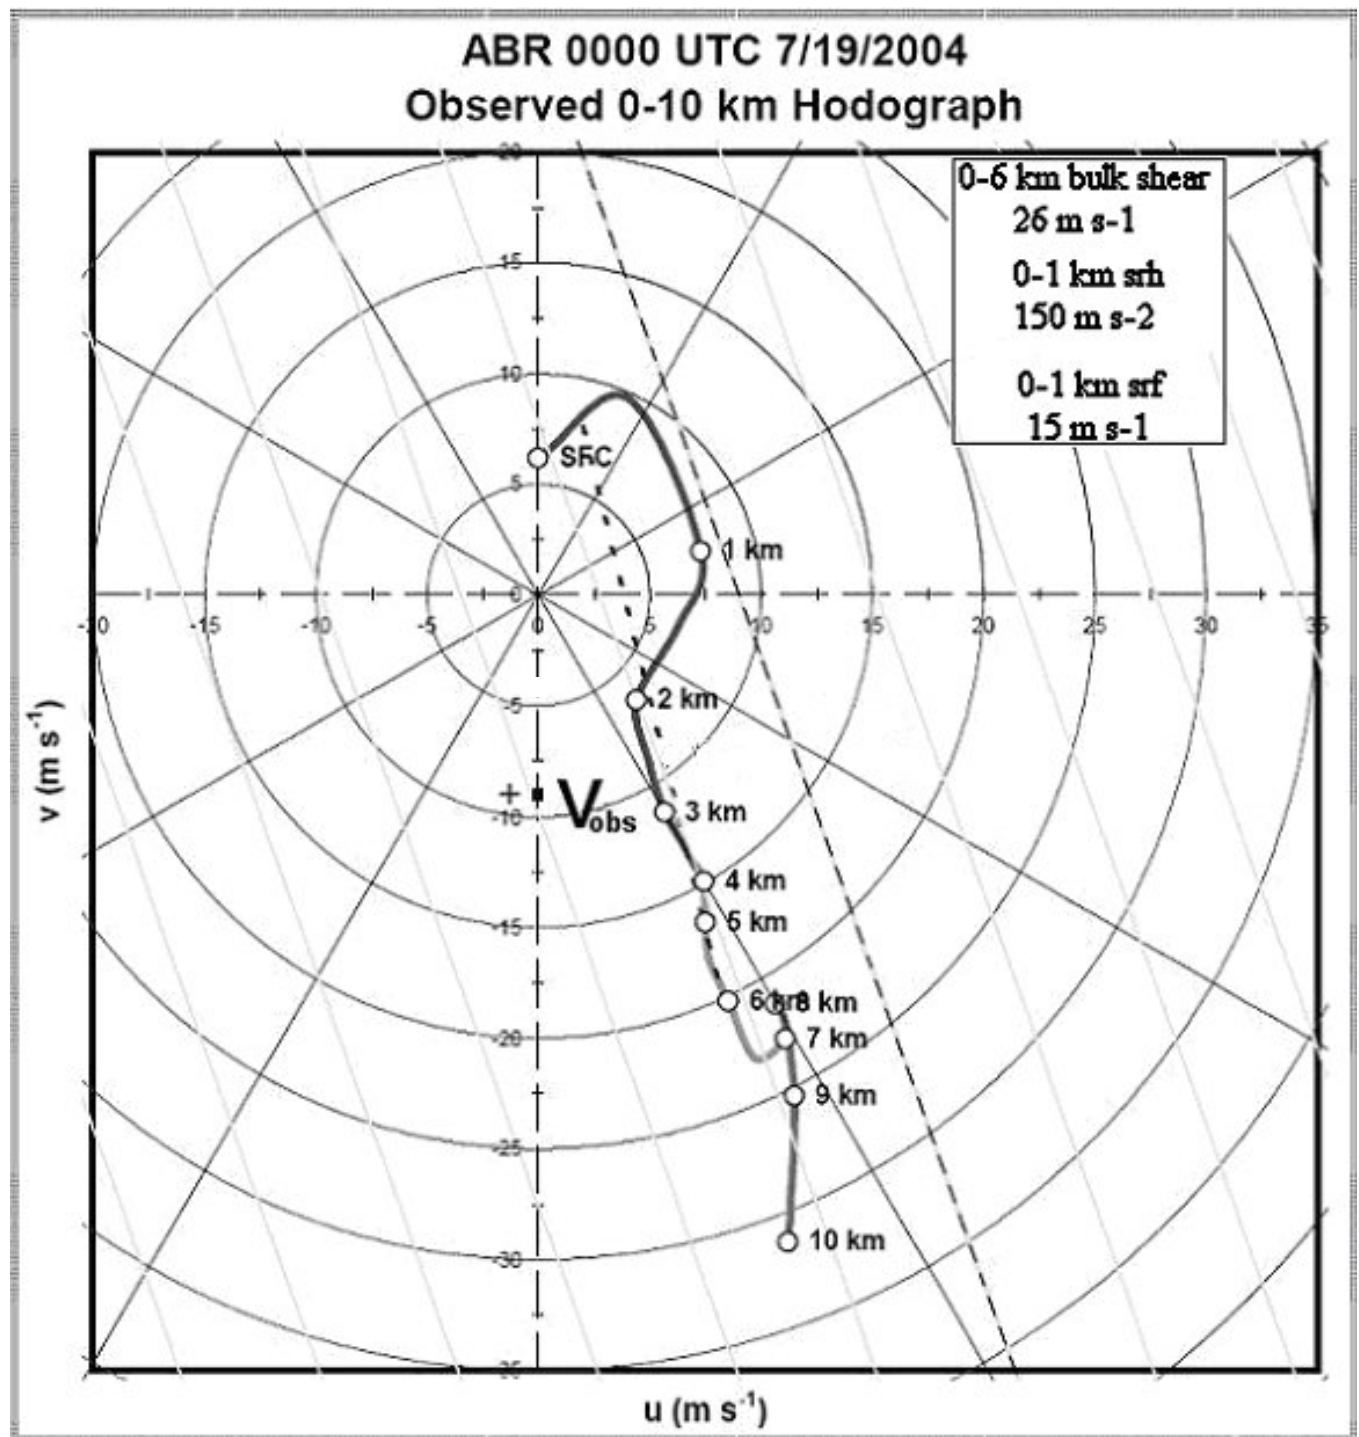 ABR 0000 UTC 7/19/2004
Observed 0-10 km Hodograph
0-6 km bulk shear
26 m s-1
0-1 km srh
150 m s-2
0-1 km srf
15 m s-1
20
15
10
SFC
5
1 km
0
-20 -15 -10 -5 0 5 10 15 20 25 30 35
2 km
-5
v (m s-1)
+ Vobs
-10
3 km
4 km
5 km
-15
6 km 8 km
7 km
-20
9 km
-25
10 km
-30
-35
u (m s-1)